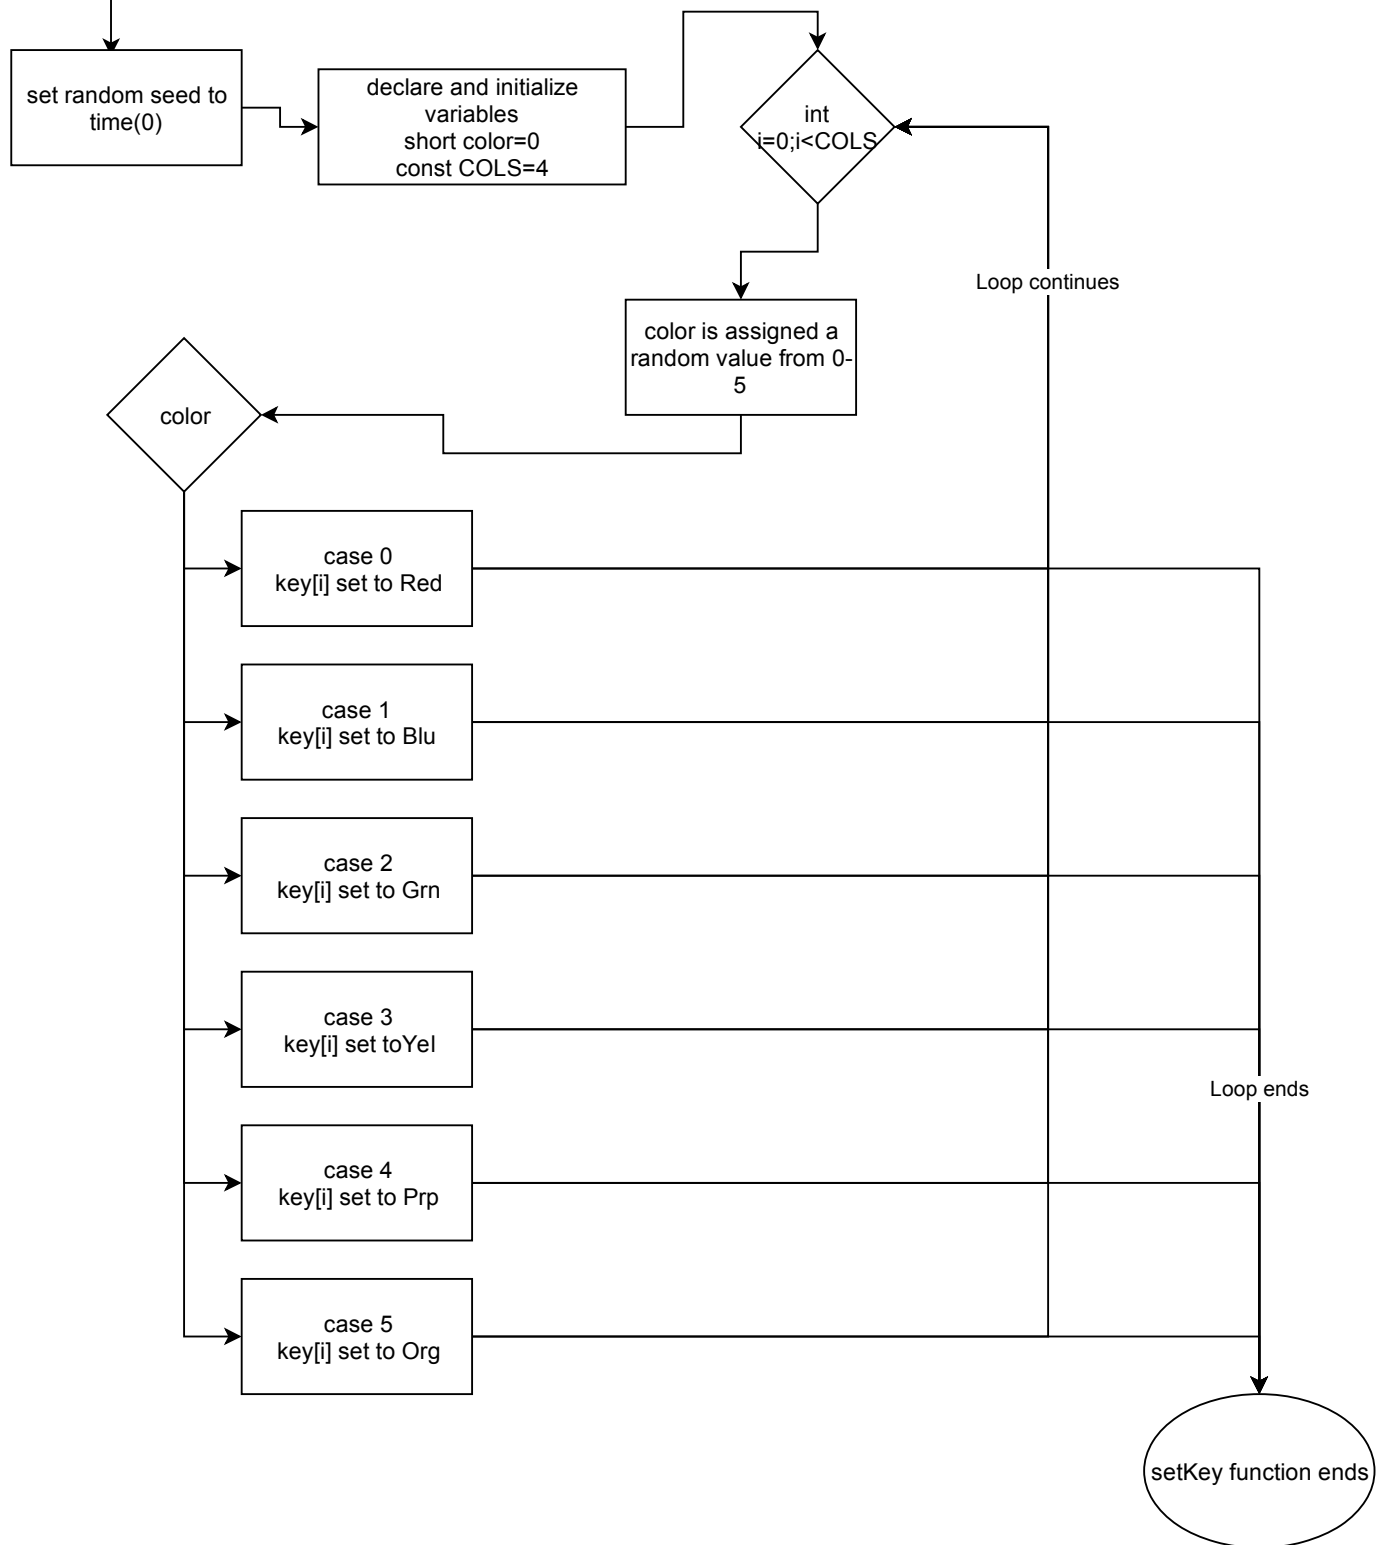 set random seed to
time(0)
declare and initialize
variables
short color=0
const COLS=4
int
i=0;i<COLS
Loop continues
color is assigned a
random value from 0-
5
color
case 0
key[i] set to Red
case 1
key[i] set to Blu
case 2
key[i] set to Grn
case 3
key[i] set toYel
Loop ends
case 4
key[i] set to Prp
case 5
key[i] set to Org
setKey function ends